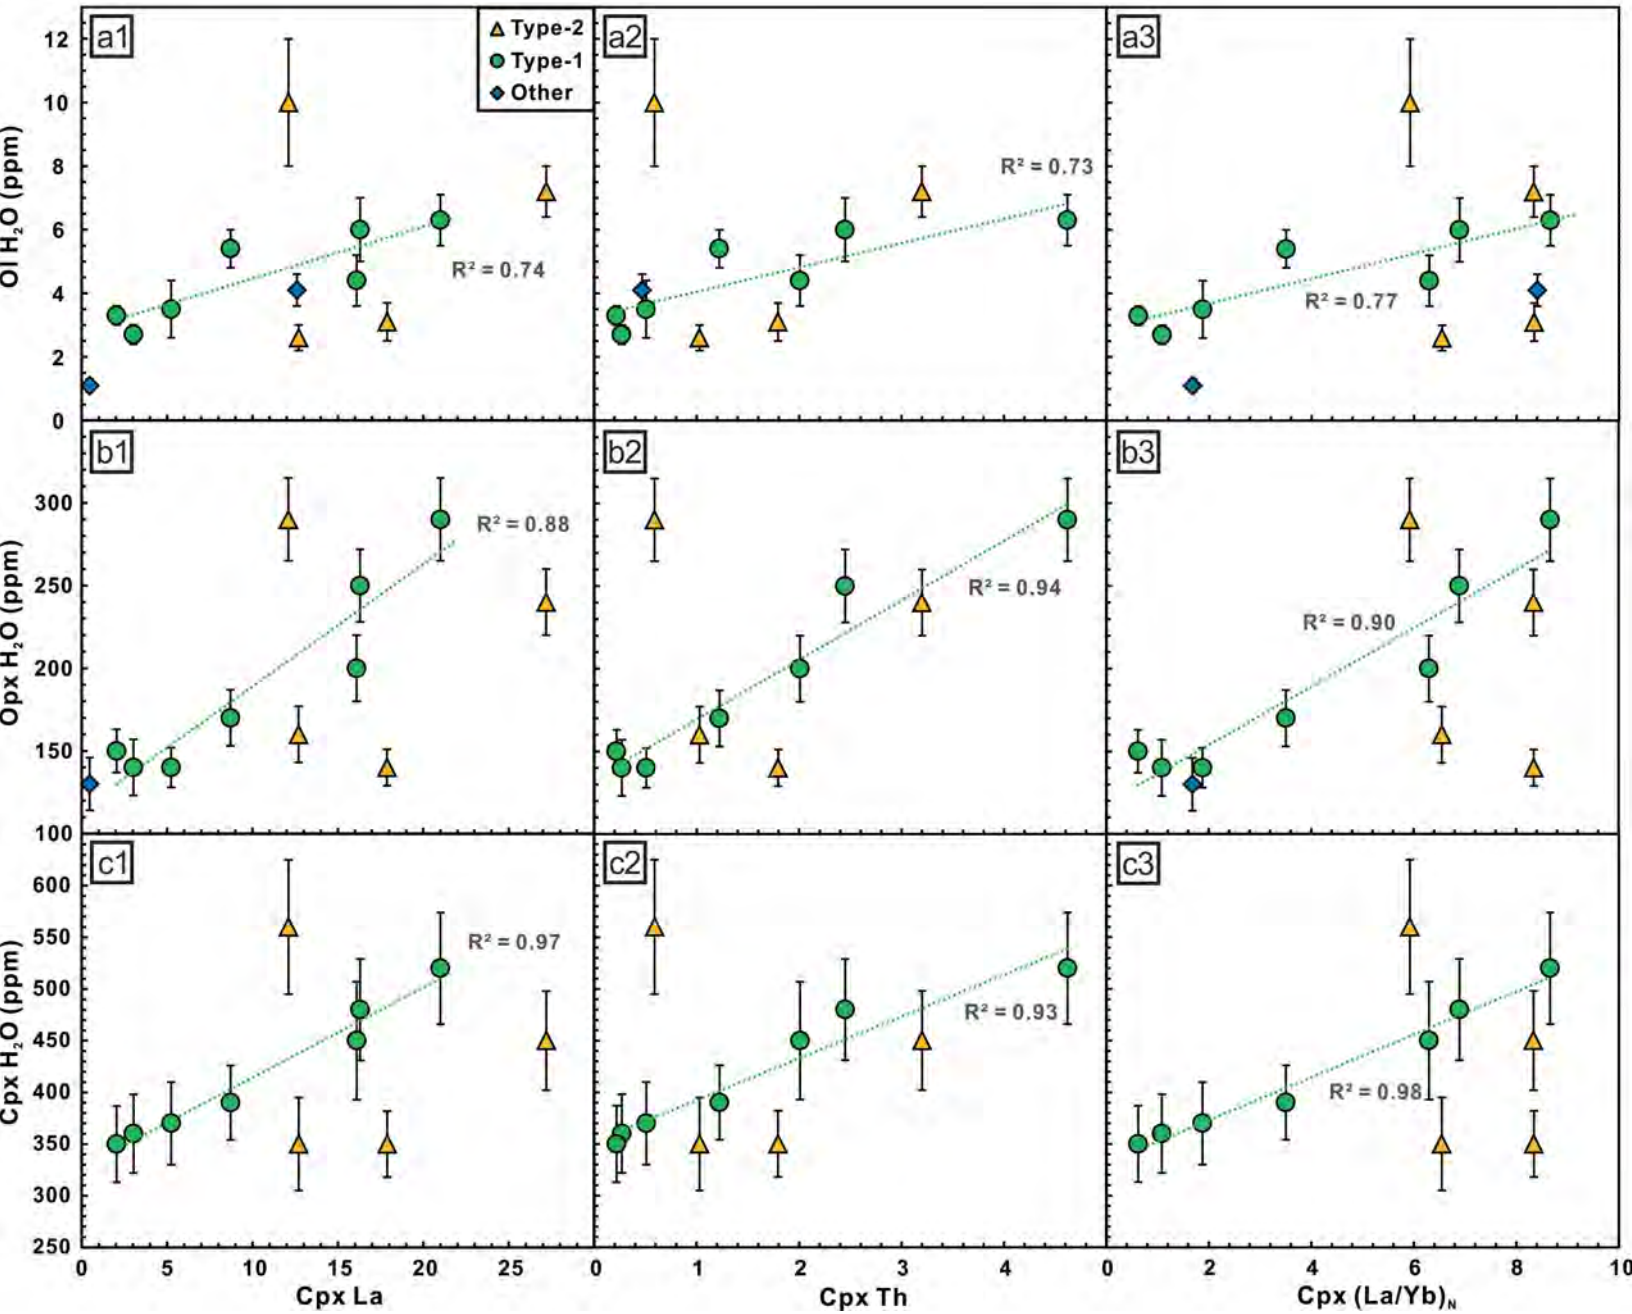 a1
a2
a3
Type-2
Type-1
Other
12
10
8
6
4
2
0
Ol H₂O (ppm)
R² = 0.74
R² = 0.73
R² = 0.77
b1
b2
b3
300
250
200
150
100
Opx H₂O (ppm)
R² = 0.88
R² = 0.94
R² = 0.90
c1
c2
c3
600
550
500
450
400
350
300
250
Cpx H₂O (ppm)
R² = 0.97
R² = 0.93
R² = 0.98
0 5 10 15 20 25 0 1 2 3 4 0 2 4 6 8 10
Cpx La Cpx Th Cpx (La/Yb)N